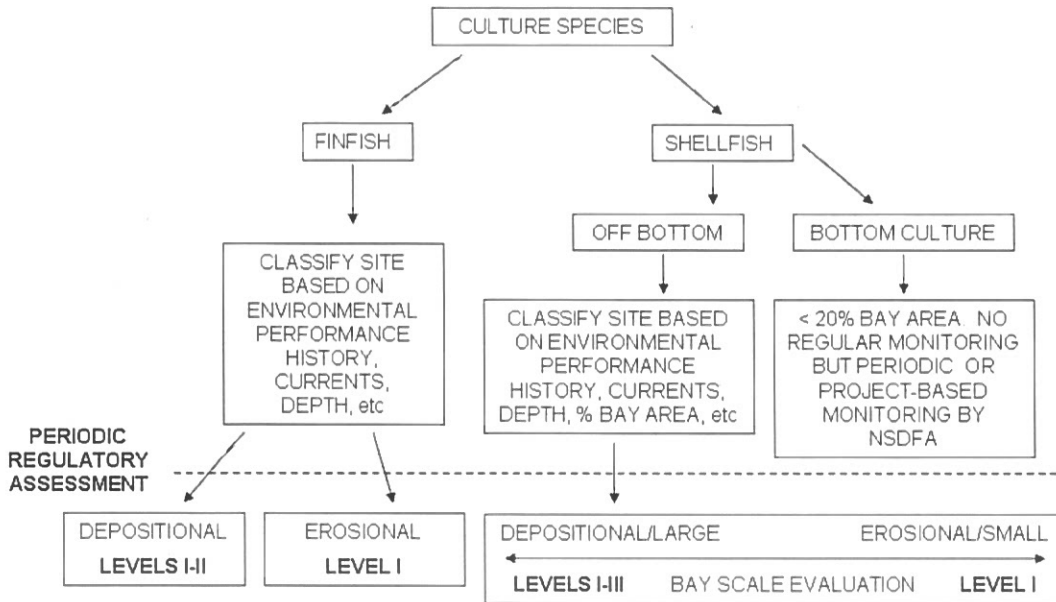 CULTURE SPECIES
FINFISH
SHELLFISH
OFF BOTTOM
BOTTOM CULTURE
CLASSIFY SITE
BASED ON
ENVIRONMENTAL
PERFORMANCE
HISTORY,
CURRENTS,
DEPTH, etc
CLASSIFY SITE BASED
ON ENVIRONMENTAL
PERFORMANCE
HISTORY, CURRENTS,
DEPTH, % BAY AREA, etc
< 20% BAY AREA. NO
REGULAR MONITORING
BUT PERIODIC OR
PROJECT-BASED
MONITORING BY
NSDFA
PERIODIC
REGULATORY
ASSESSMENT
DEPOSITIONAL
LEVELS I-II
EROSIONAL
LEVEL I
DEPOSITIONAL/LARGE EROSIONAL/SMALL
LEVELS I-III BAY SCALE EVALUATION LEVEL I